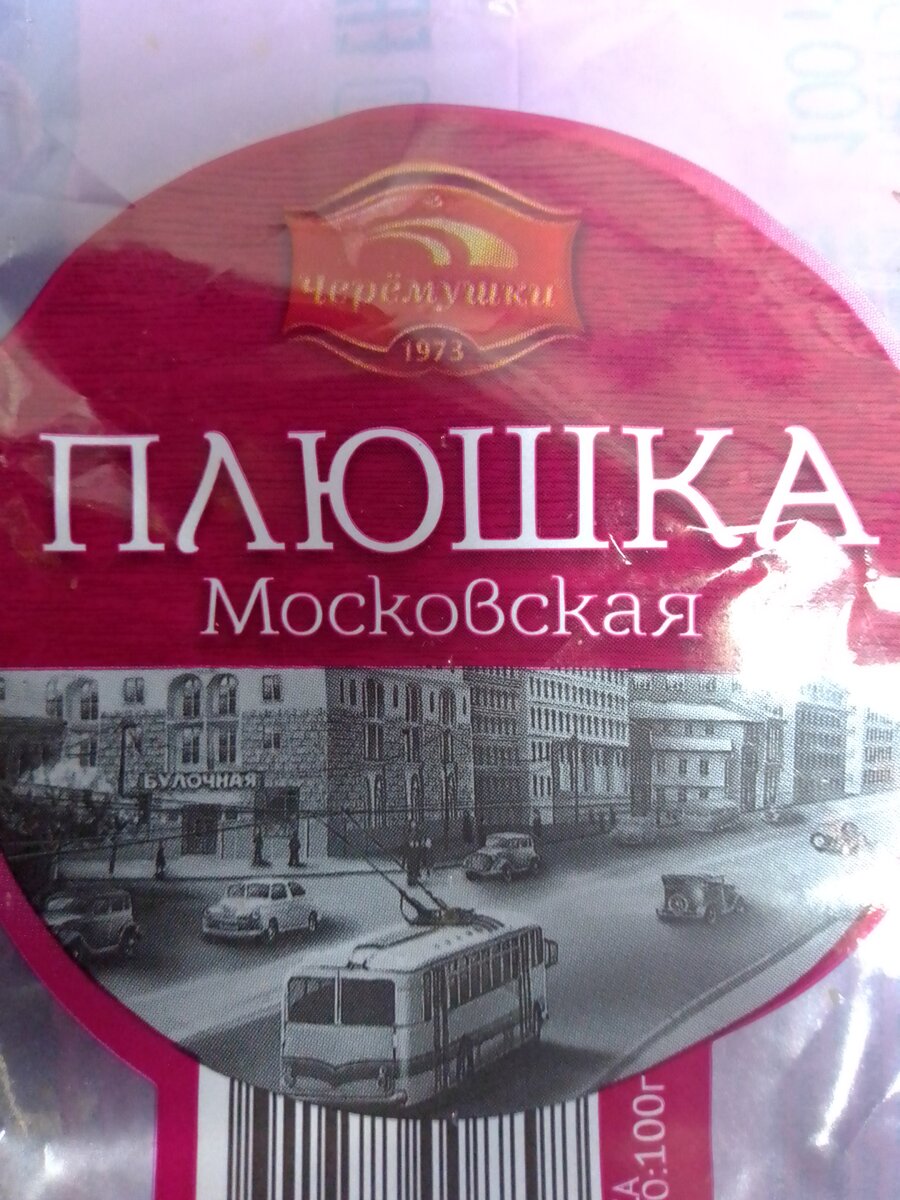 Черёмушки
1973
ПЛЮШКА
Московская
БУЛОЧНАЯ